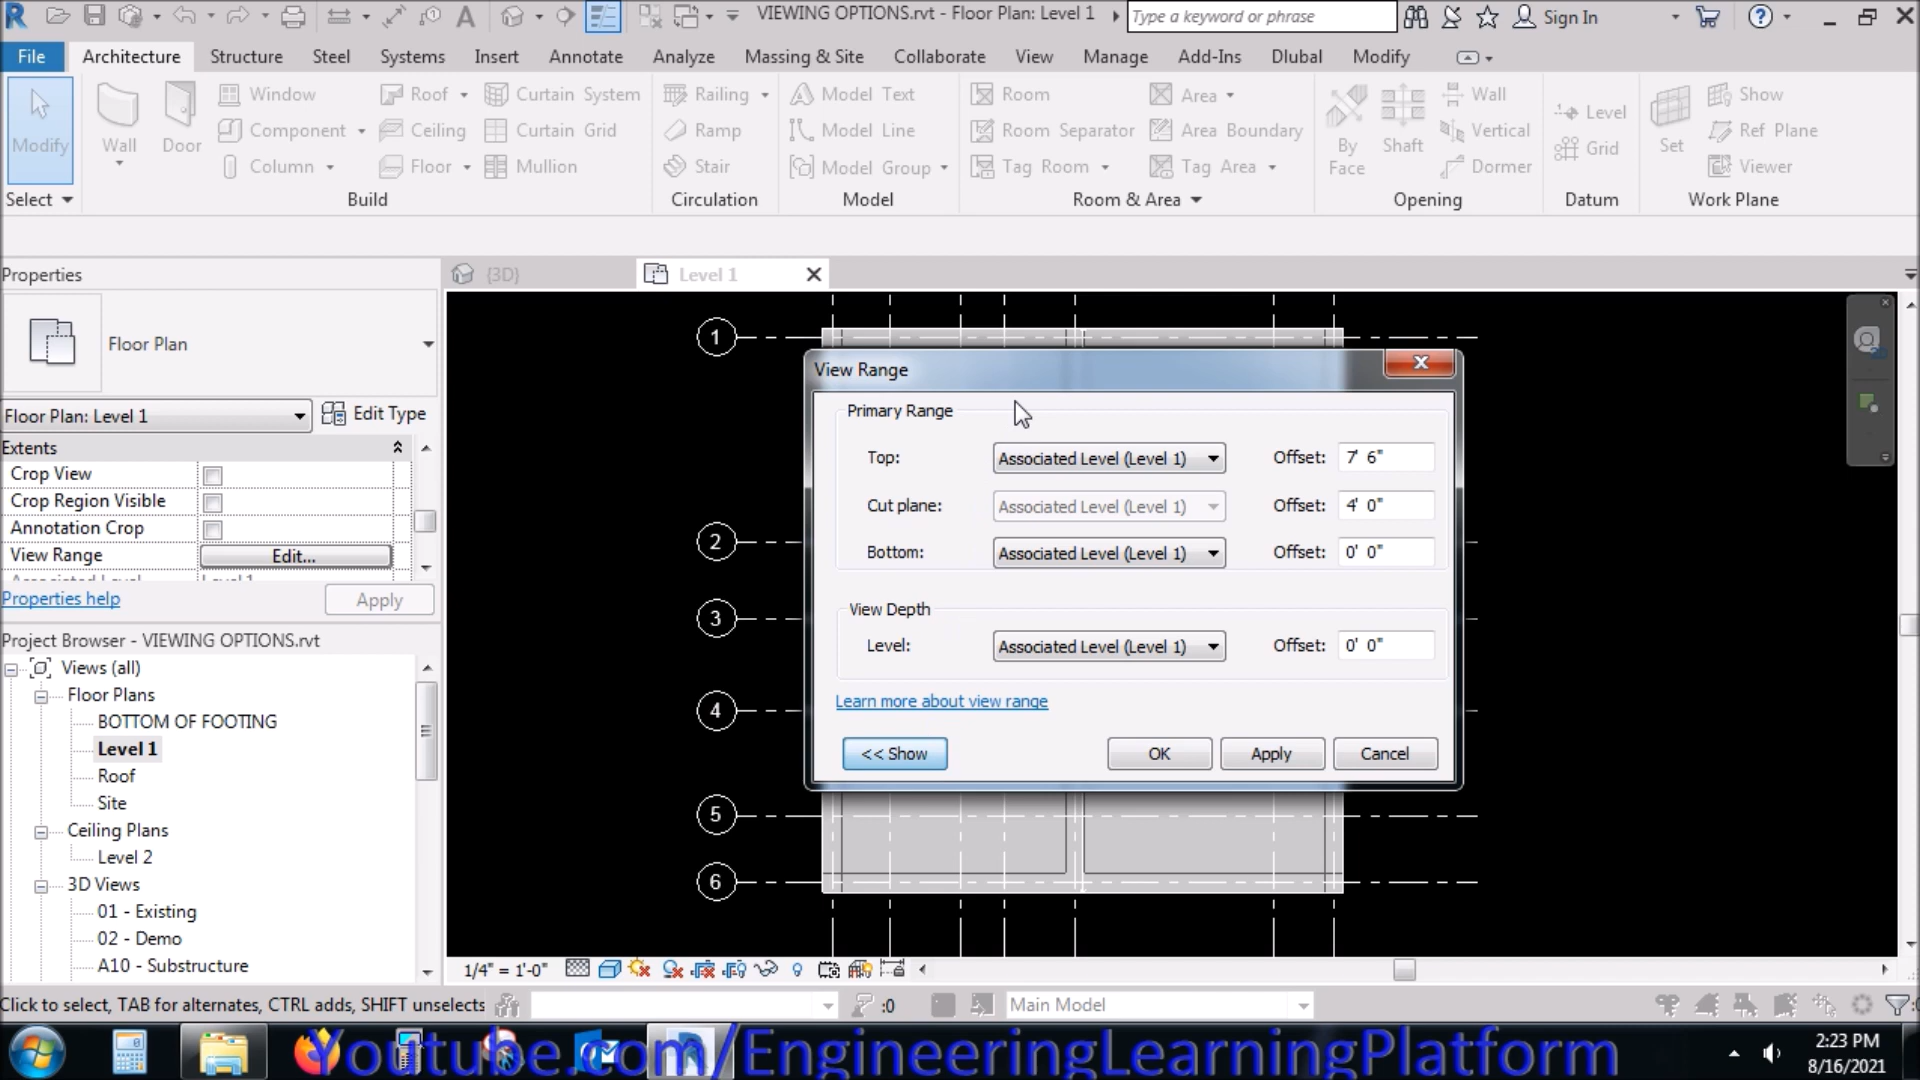 VIEWING OPTIONS.rvt - Floor Plan: Level 1
Type a keyword or phrase
Sign In
File Architecture Structure Steel Systems Insert Annotate Analyze Massing & Site Collaborate View Manage Add-Ins Dlubal Modify
Window Roof Curtain System Railing Model Text Room Area Wall Show
Level
Component Ceiling Curtain Grid Ramp Model Line Room Separator Area Boundary Vertical Ref Plane
Modify Wall Door By Shaft Grid Set
Column Floor Mullion Stair Model Group Tag Room Tag Area Face Dormer Viewer
Select Build Circulation Model Room & Area Opening Datum Work Plane
Properties
{3D} Level 1
Floor Plan
Floor Plan: Level 1 Edit Type
Extents
Crop View
Crop Region Visible
Annotation Crop
View Range Edit...
Associated Level Level 1
Properties help Apply
Project Browser - VIEWING OPTIONS.rvt
Views (all)
Floor Plans
BOTTOM OF FOOTING
Level 1
Roof
Site
Ceiling Plans
Level 2
3D Views
01 - Existing
02 - Demo
A10 - Substructure
1
2
3
4
5
6
View Range
Primary Range
Top: Associated Level (Level 1) Offset: 7' 6"
Cut plane: Associated Level (Level 1) Offset: 4' 0"
Bottom: Associated Level (Level 1) Offset: 0' 0"
View Depth
Level: Associated Level (Level 1) Offset: 0' 0"
Learn more about view range
<< Show OK Apply Cancel
1/4" = 1'-0"
Click to select, TAB for alternates, CTRL adds, SHIFT unselects :0 Main Model
Youtube.com/EngineeringLearningPlatform
2:23 PM
8/16/2021